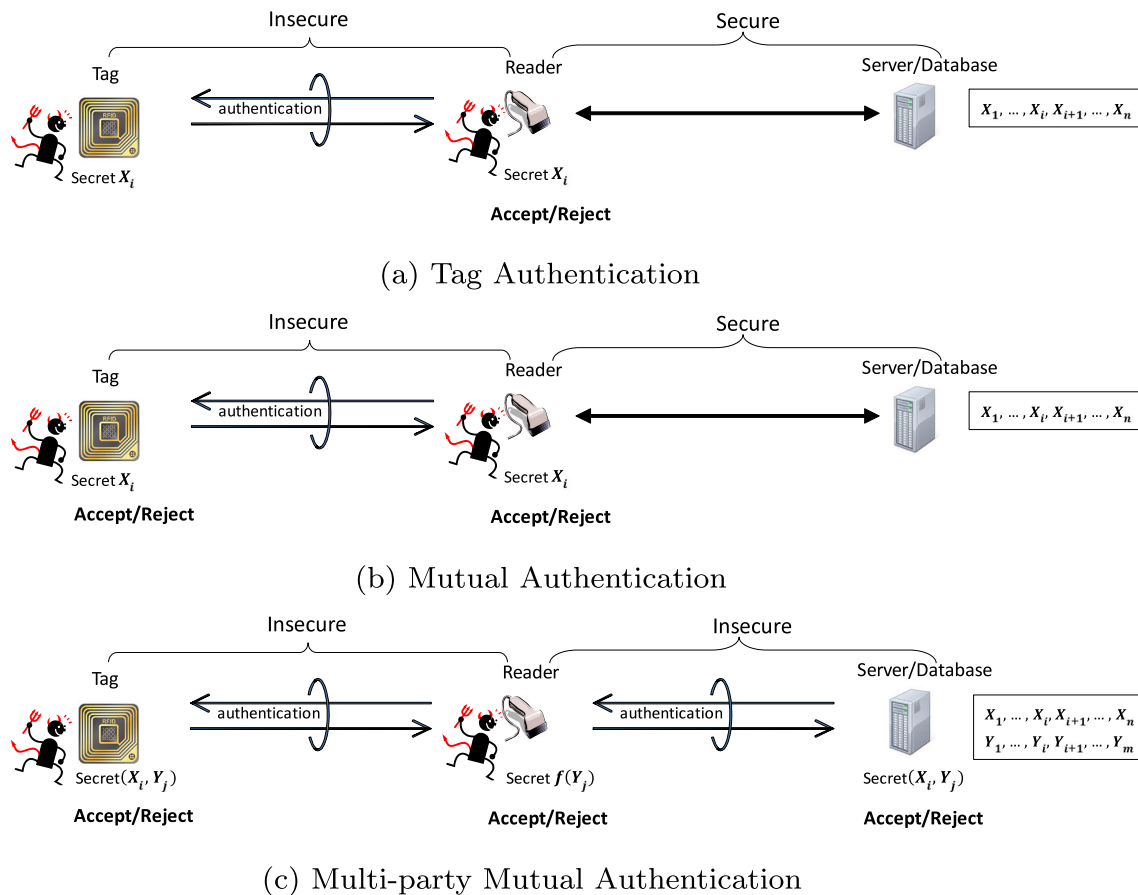 Insecure Secure
Tag Reader Server/Database
RFID authentication X₁, ... , Xᵢ, Xᵢ₊₁, ... , Xₙ
Secret Xᵢ Secret Xᵢ
Accept/Reject
(a) Tag Authentication
Insecure Secure
Tag Reader Server/Database
RFID authentication X₁, ... , Xᵢ, Xᵢ₊₁, ... , Xₙ
Secret Xᵢ Secret Xᵢ
Accept/Reject Accept/Reject
(b) Mutual Authentication
Insecure Insecure
Tag Reader Server/Database
RFID authentication authentication X₁, ... , Xᵢ, Xᵢ₊₁, ... , Xₙ
Y₁, ... , Yᵢ, Yᵢ₊₁, ... , Yₘ
Secret(Xᵢ, Yⱼ) Secret f(Yⱼ) Secret(Xᵢ, Yⱼ)
Accept/Reject Accept/Reject Accept/Reject
(c) Multi-party Mutual Authentication